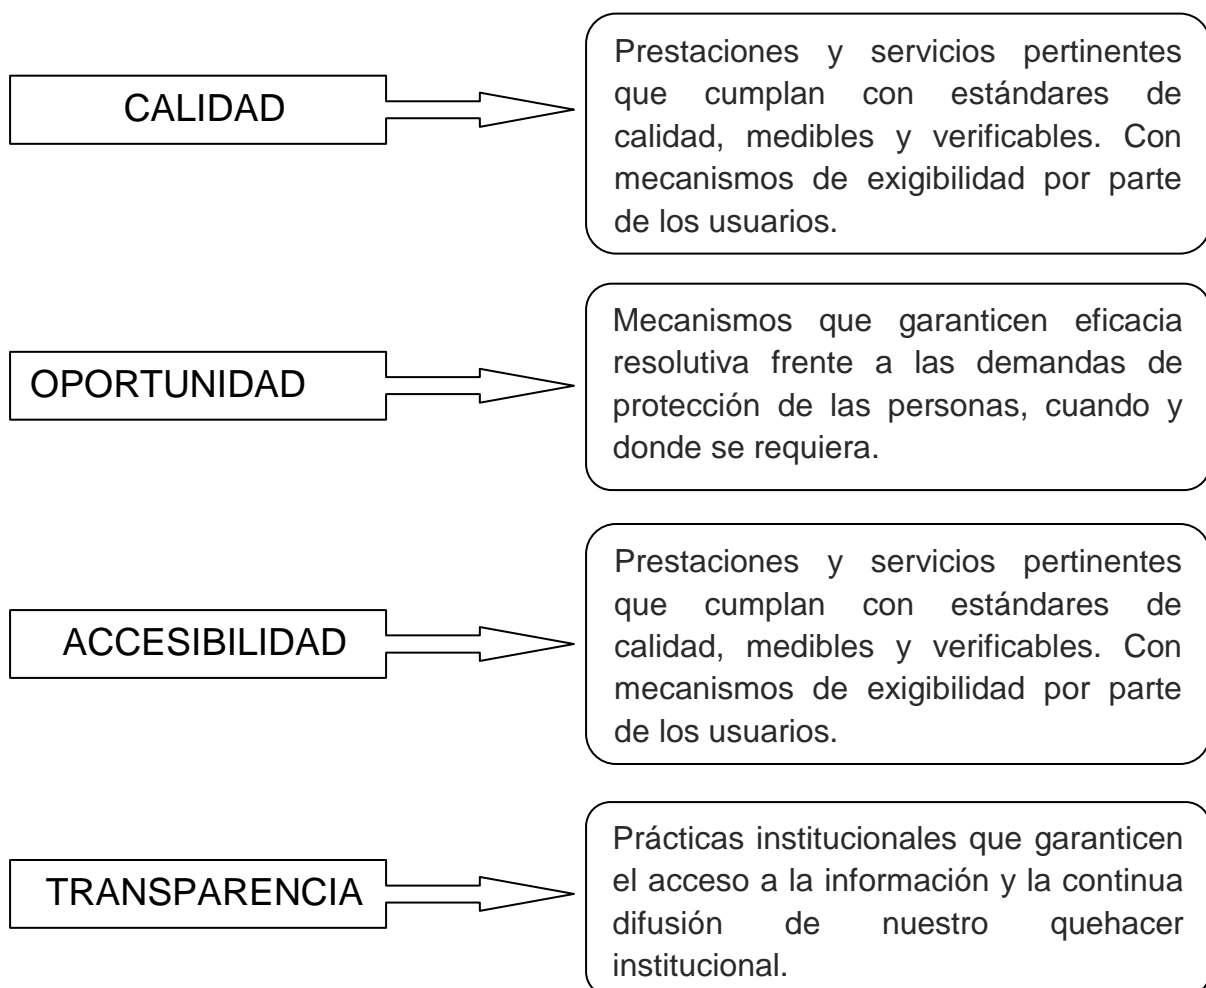 CALIDAD
Prestaciones y servicios pertinentes
que cumplan con estándares de
calidad, medibles y verificables. Con
mecanismos de exigibilidad por parte
de los usuarios.
OPORTUNIDAD
Mecanismos que garanticen eficacia
resolutiva frente a las demandas de
protección de las personas, cuando y
donde se requiera.
ACCESIBILIDAD
Prestaciones y servicios pertinentes
que cumplan con estándares de
calidad, medibles y verificables. Con
mecanismos de exigibilidad por parte
de los usuarios.
TRANSPARENCIA
Prácticas institucionales que garanticen
el acceso a la información y la continua
difusión de nuestro quehacer
institucional.